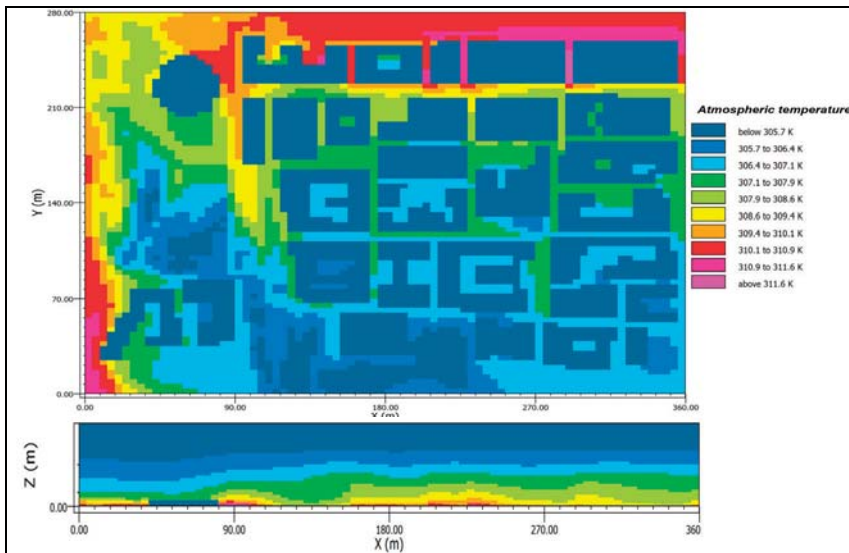 280.00
210.00
Y (m)
140.00
70.00
0.00
0.00
90.00
180.00
270.00
360.00
X (m)
Atmospheric temperature
below 305.7 K
305.7 to 306.4 K
306.4 to 307.1 K
307.1 to 307.9 K
307.9 to 308.6 K
308.6 to 309.4 K
309.4 to 310.1 K
310.1 to 310.9 K
310.9 to 311.6 K
above 311.6 K
Z (m)
0.00
0.00
90.00
180.00
270.00
360
X (m)